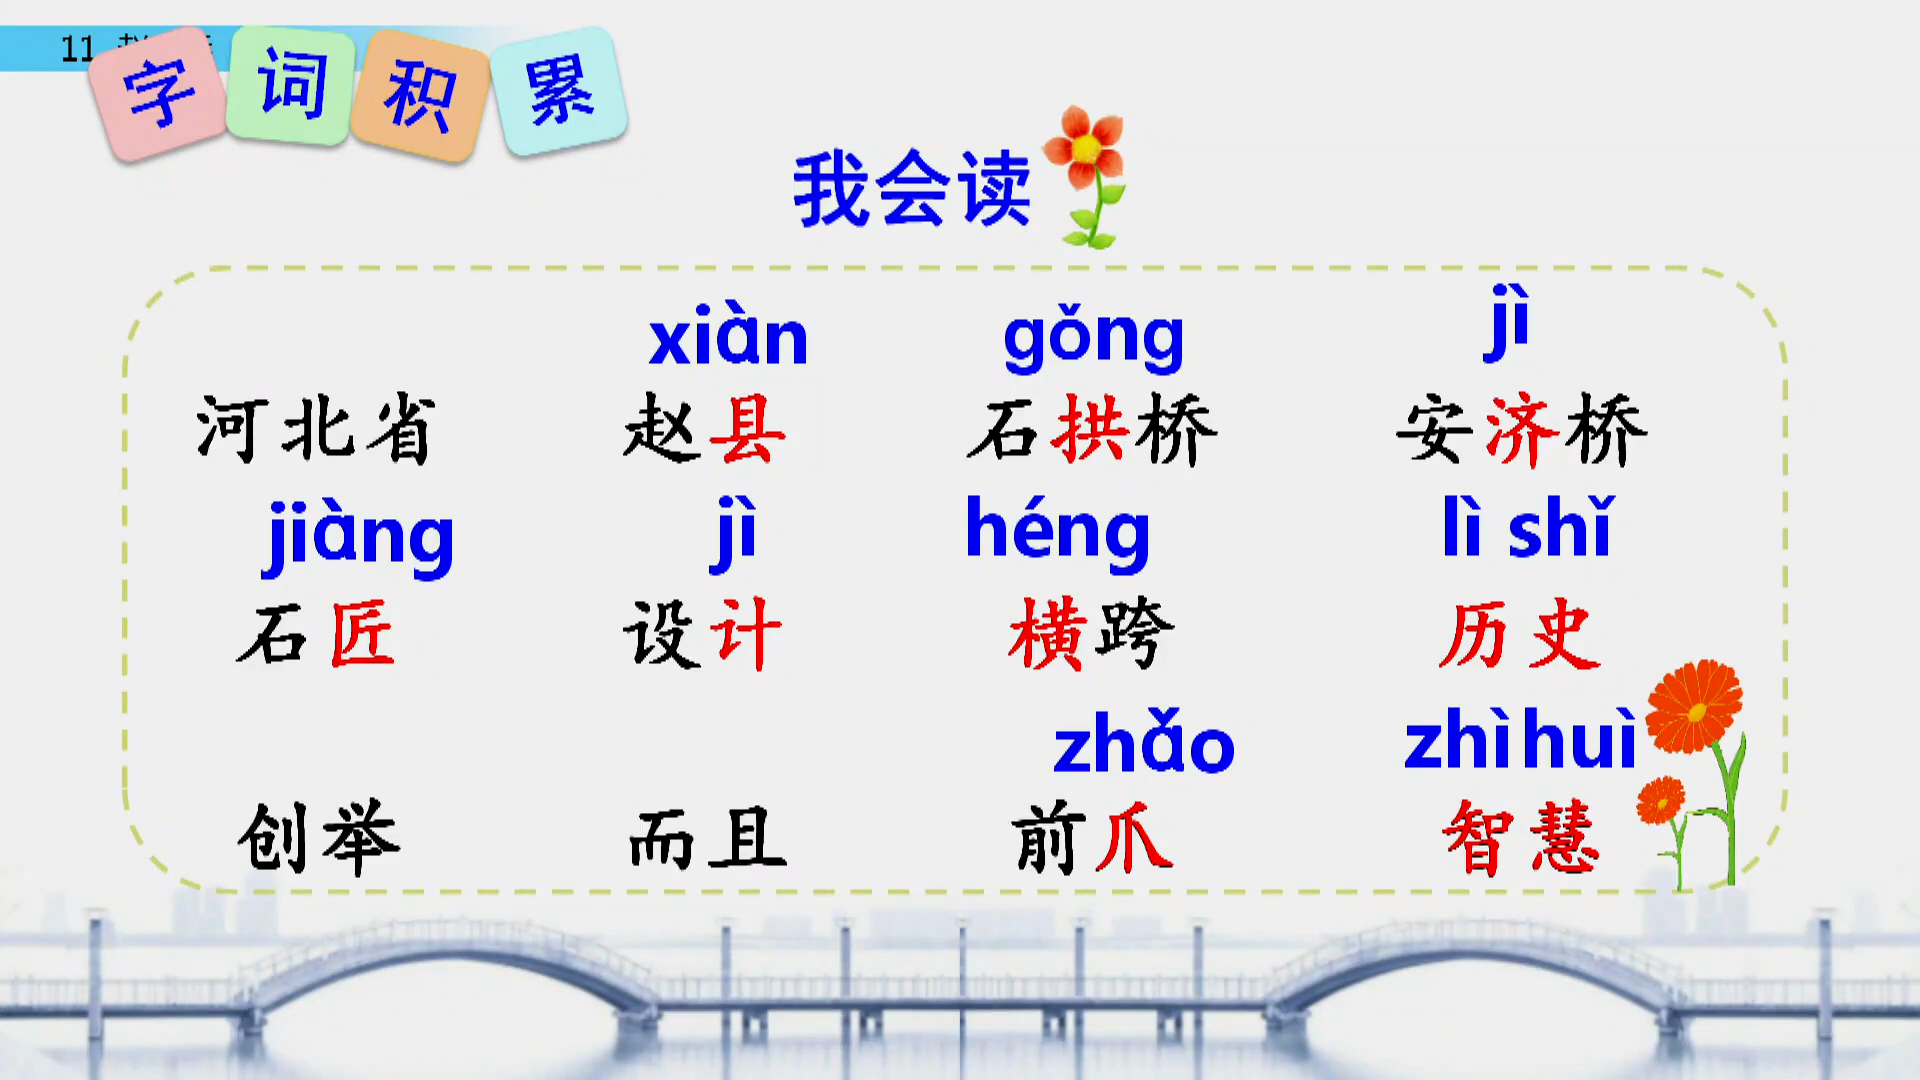 11
字词积累
我会读
xiàn gǒng jì
河北省 赵县 石拱桥 安济桥
jiàng jì héng lì shǐ
石匠 设计 横跨 历史
zhǎo zhìhuì
创举 而且 前爪 智慧